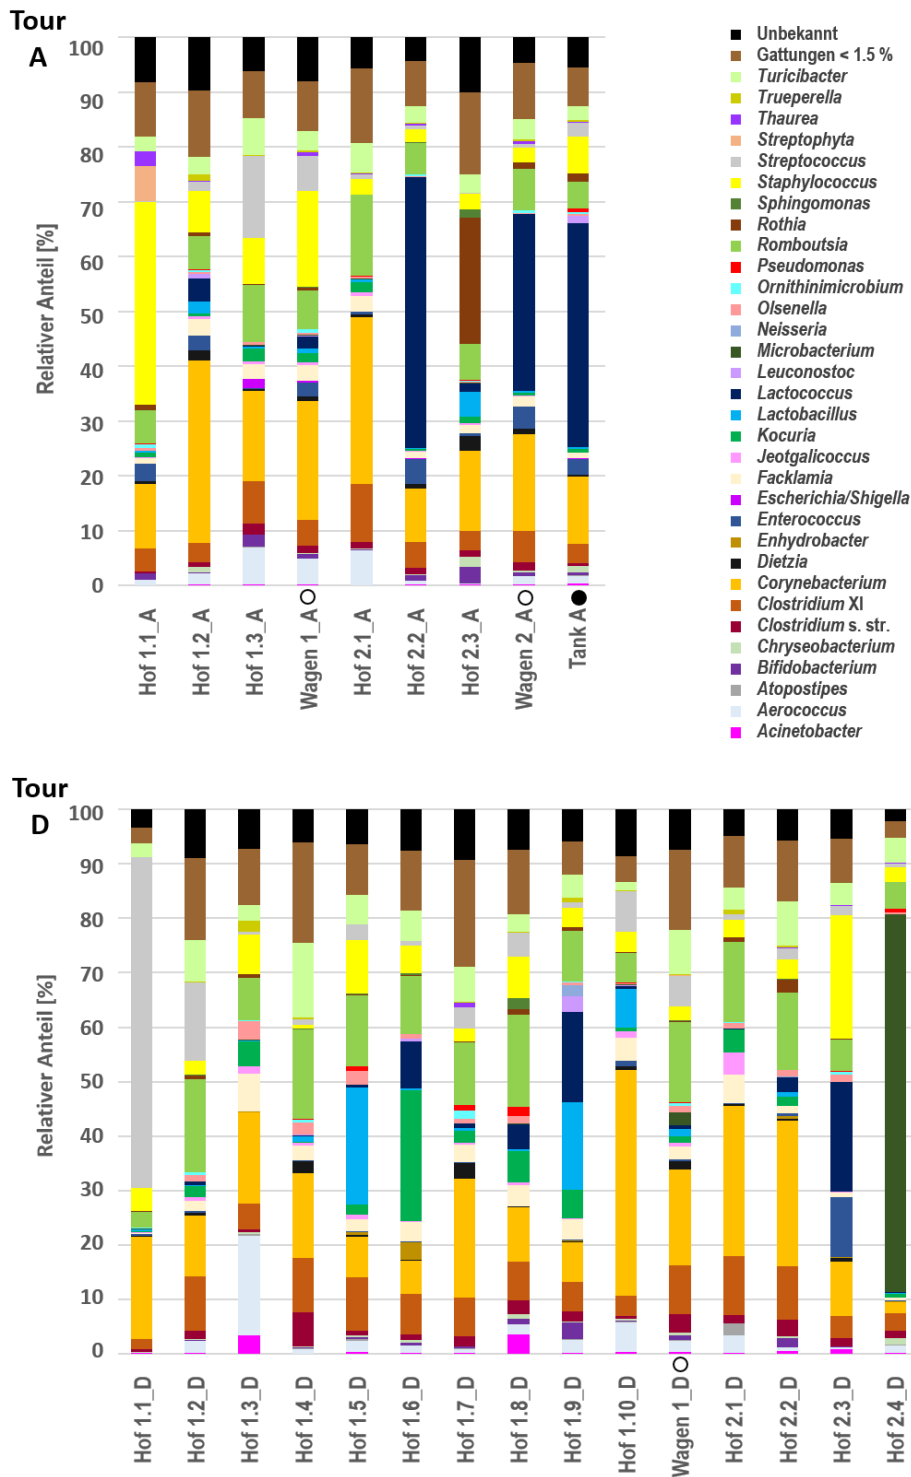 Tour
A
Relativer Anteil [%]
100
90
80
70
60
50
40
30
20
10
0
Hof 1.1_A
Hof 1.2_A
Hof 1.3_A
Wagen 1_A
Hof 2.1_A
Hof 2.2_A
Hof 2.3_A
Wagen 2_A
Tank A
Unbekannt
Gattungen < 1.5 %
Turicibacter
Trueperella
Thaurea
Streptophyta
Streptococcus
Staphylococcus
Sphingomonas
Rothia
Romboutsia
Pseudomonas
Ornithinimicrobium
Olsenella
Neisseria
Microbacterium
Leuconostoc
Lactococcus
Lactobacillus
Kocuria
Jeotgalicoccus
Facklamia
Escherichia/Shigella
Enterococcus
Enhydrobacter
Dietzia
Corynebacterium
Clostridium XI
Clostridium s. str.
Chryseobacterium
Bifidobacterium
Atopostipes
Aerococcus
Acinetobacter
Tour
D
Relativer Anteil [%]
100
90
80
70
60
50
40
30
20
10
0
Hof 1.1_D
Hof 1.2_D
Hof 1.3_D
Hof 1.4_D
Hof 1.5_D
Hof 1.6_D
Hof 1.7_D
Hof 1.8_D
Hof 1.9_D
Hof 1.10_D
Wagen 1_D
Hof 2.1_D
Hof 2.2_D
Hof 2.3_D
Hof 2.4_D